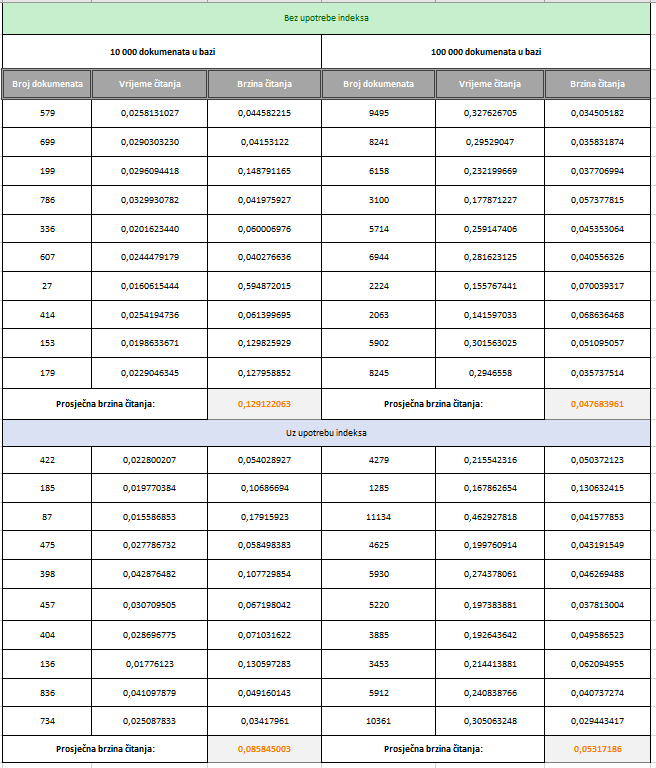 Bez upotrebe indeksa
10 000 dokumenata u bazi 100 000 dokumenata u bazi
Broj dokumenata Vrijeme čitanja Brzina čitanja Broj dokumenata Vrijeme čitanja Brzina čitanja
579 0,0258131027 0,044582215 9495 0,327626705 0,034505182
699 0,0290303230 0,04153122 8241 0,29529047 0,035831874
199 0,0296094418 0,148791165 6158 0,232199669 0,037706994
786 0,0329930782 0,041975927 3100 0,177871227 0,057377815
336 0,0201623440 0,060006976 5714 0,259147406 0,045353064
607 0,0244479179 0,040276636 6944 0,281623125 0,040556326
27 0,0160615444 0,594872015 2224 0,155767441 0,070039317
414 0,0254194736 0,061399695 2063 0,141597033 0,068636468
153 0,0198633671 0,129825929 5902 0,301563025 0,051095057
179 0,0229046345 0,127958852 8245 0,2946558 0,035737514
Prosječna brzina čitanja: 0,129122063 Prosječna brzina čitanja: 0,047683961
Uz upotrebu indeksa
422 0,022800207 0,054028927 4279 0,215542316 0,050372123
185 0,019770384 0,10686694 1285 0,167862654 0,130632415
87 0,015586853 0,17915923 11134 0,462927818 0,041577853
475 0,027786732 0,058498383 4625 0,199760914 0,043191549
398 0,042876482 0,107729854 5930 0,274378061 0,046269488
457 0,030709505 0,067198042 5220 0,197383881 0,037813004
404 0,028696775 0,071031622 3885 0,192643642 0,049586523
136 0,01776123 0,130597283 3453 0,214413881 0,062094955
836 0,041097879 0,049160143 5912 0,240838766 0,040737274
734 0,025087833 0,03417961 10361 0,305063248 0,029443417
Prosječna brzina čitanja: 0,085845003 Prosječna brzina čitanja: 0,05317186